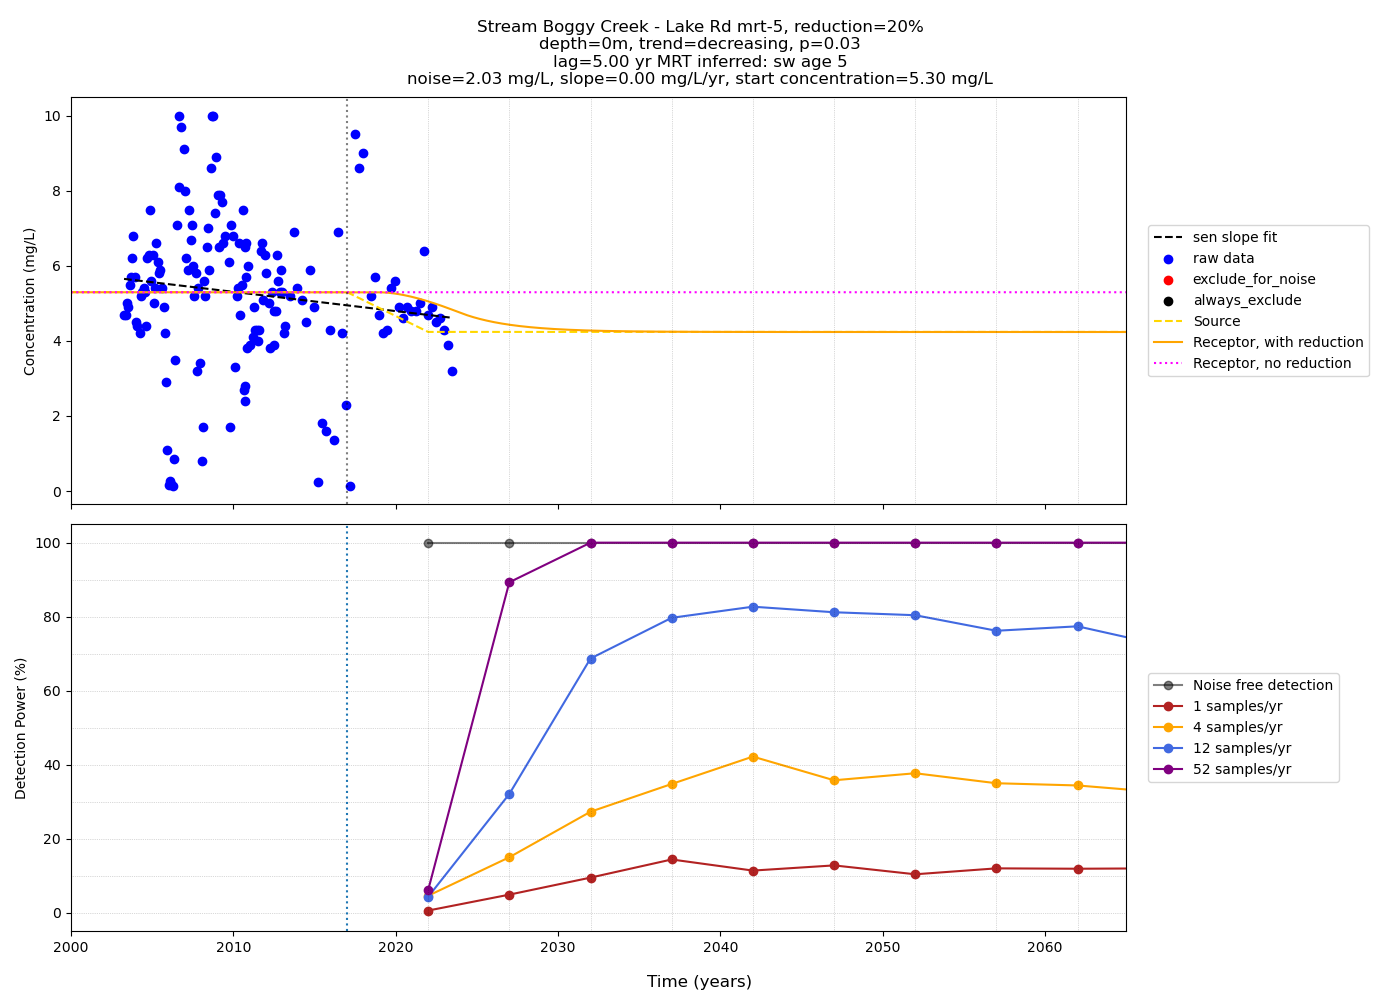 Stream Boggy Creek - Lake Rd mrt-5, reduction=20%
depth=0m, trend=decreasing, p=0.03
lag=5.00 yr MRT inferred: sw age 5
noise=2.03 mg/L, slope=0.00 mg/L/yr, start concentration=5.30 mg/L
10
8
6
4
2
0
Concentration (mg/L)
sen slope fit
raw data
exclude_for_noise
always_exclude
Source
Receptor, with reduction
Receptor, no reduction
100
80
60
40
20
0
Detection Power (%)
Noise free detection
1 samples/yr
4 samples/yr
12 samples/yr
52 samples/yr
2000 2010 2020 2030 2040 2050 2060
Time (years)